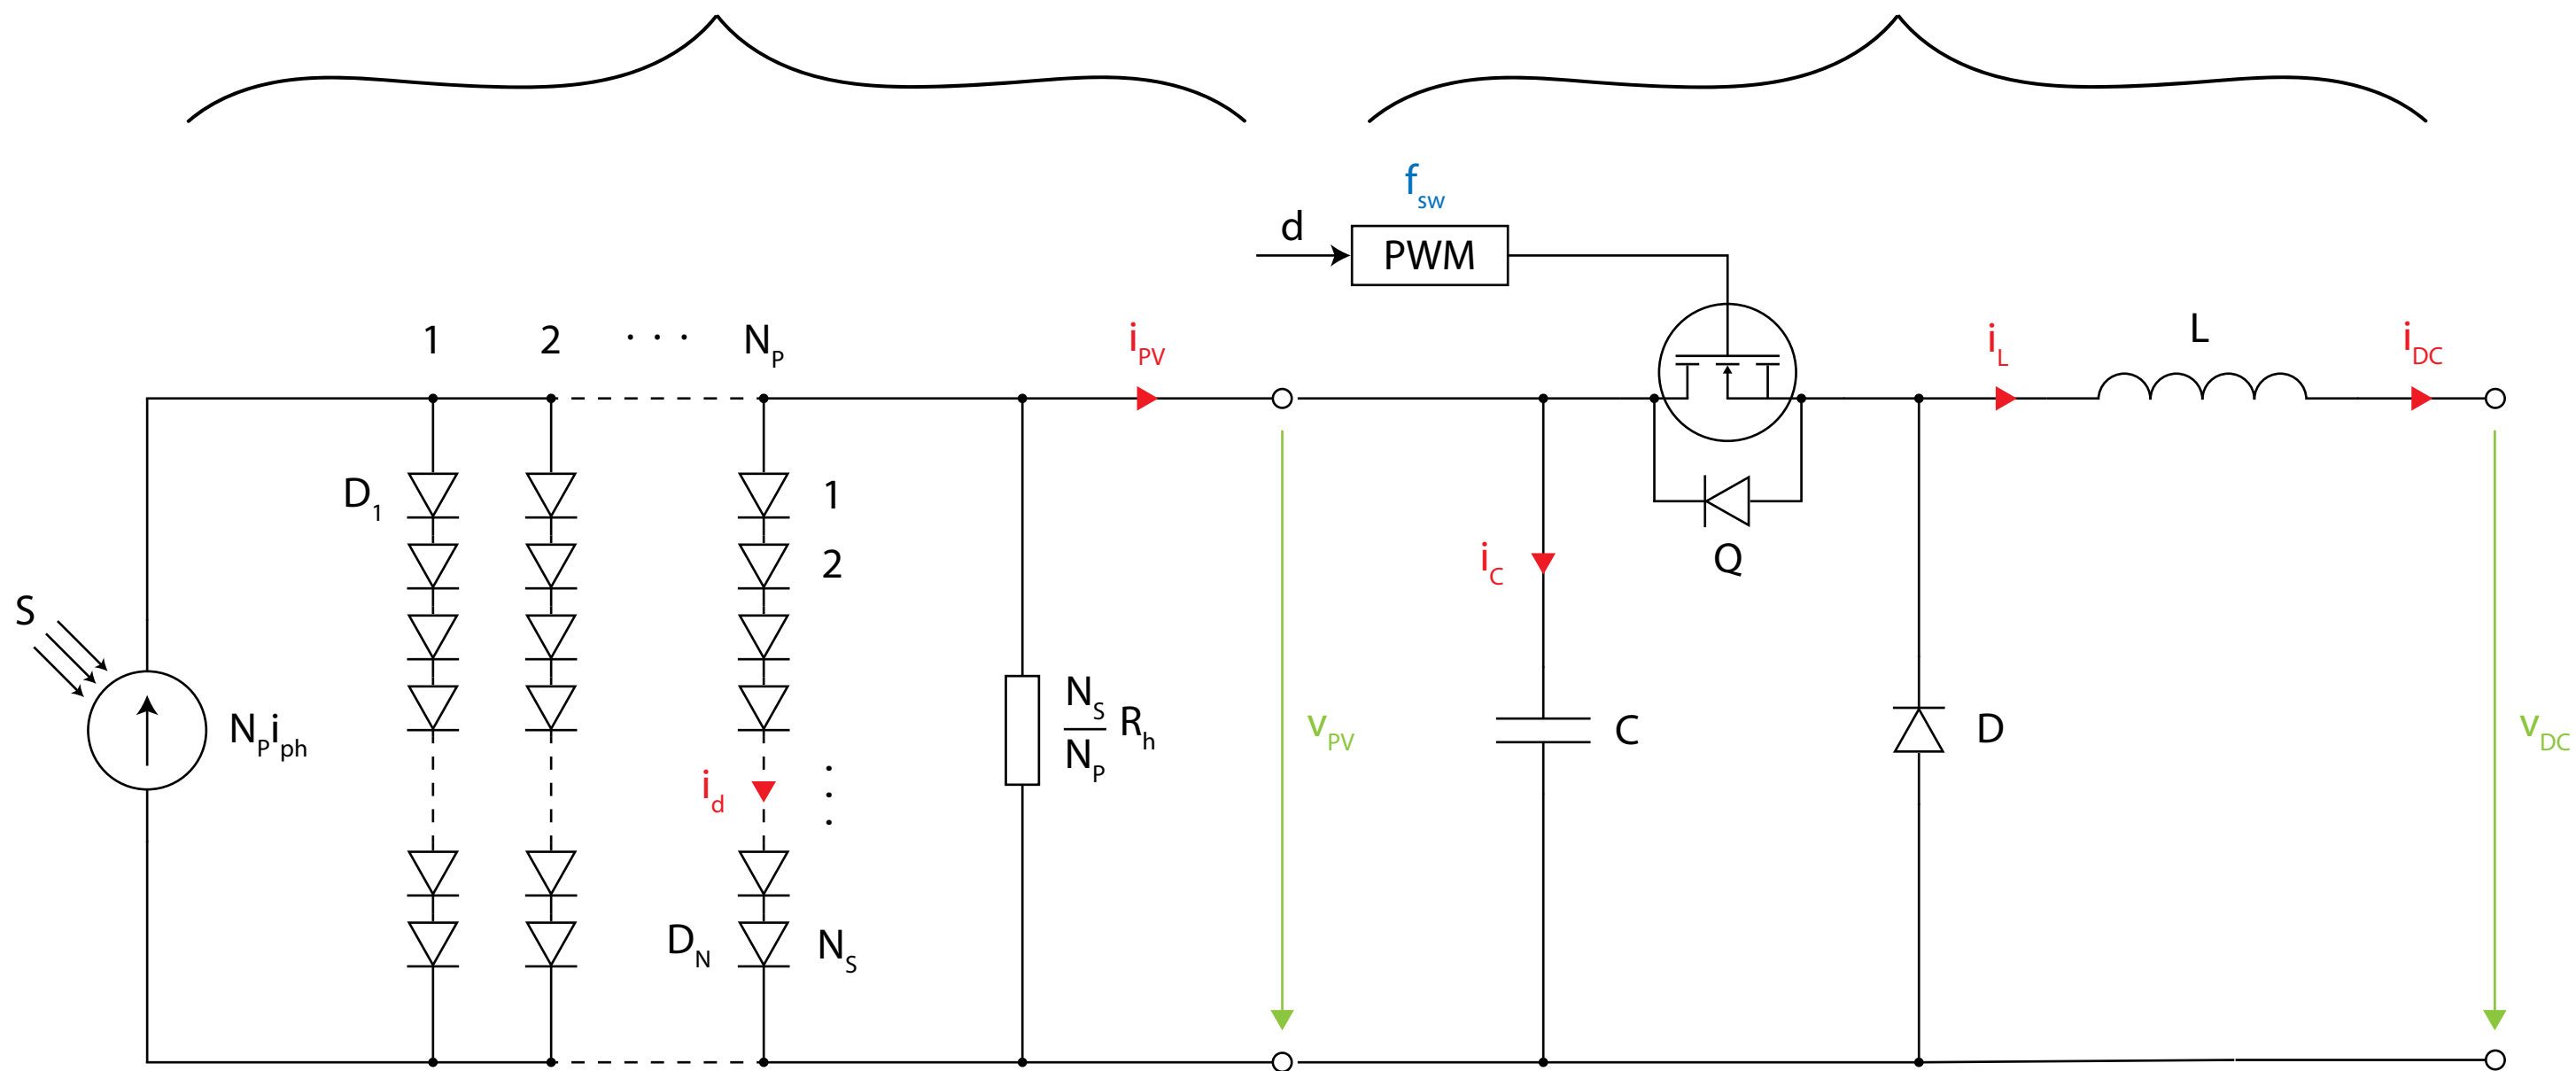 f_sw
d
PWM
1
2
. . .
N_P
i_PV
i_L
L
i_DC
D_1
1
2
i_C
Q
S
N_P i_ph
N_S
N_P
R_h
v_PV
C
D
v_DC
i_d
D_N
N_S